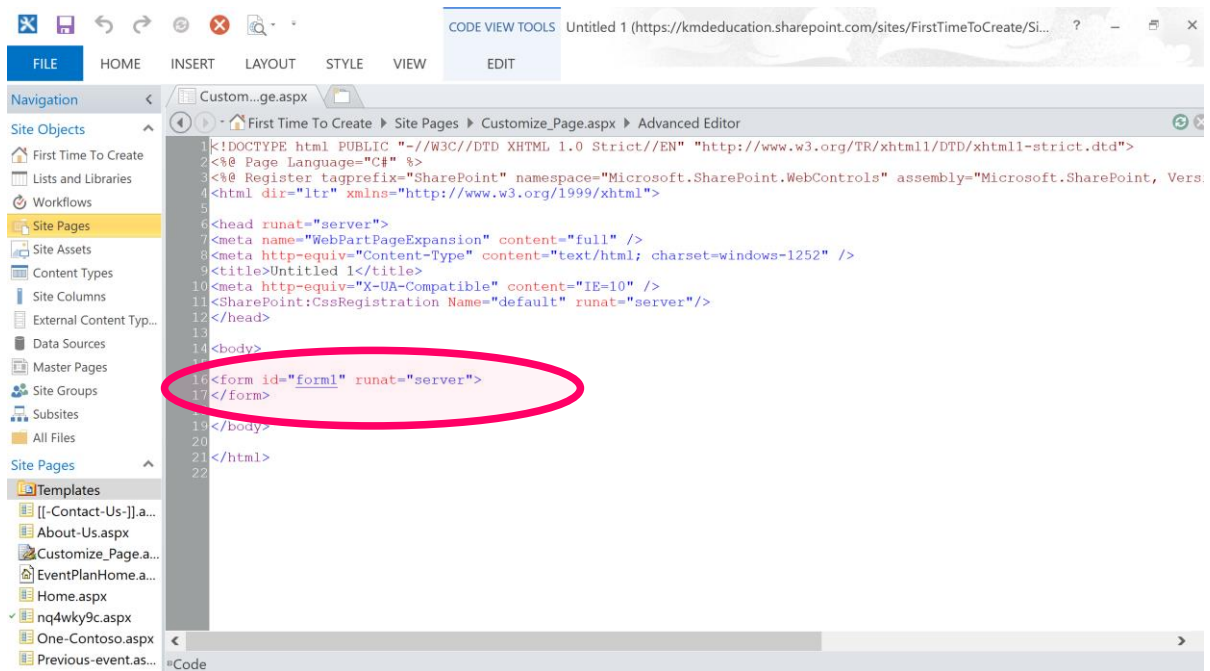 CODE VIEW TOOLS Untitled 1 (https://kmdeducation.sharepoint.com/sites/FirstTimeToCreate/Si... ?
FILE HOME INSERT LAYOUT STYLE VIEW EDIT
Navigation
Site Objects
First Time To Create
Lists and Libraries
Workflows
Site Pages
Site Assets
Content Types
Site Columns
External Content Typ...
Data Sources
Master Pages
Site Groups
Subsites
All Files
Site Pages
Templates
[[-Contact-Us-]].a...
About-Us.aspx
Customize_Page.a...
EventPlanHome.a...
Home.aspx
nq4wky9c.aspx
One-Contoso.aspx
Previous-event.as...
Custom...ge.aspx
First Time To Create Site Pages Customize_Page.aspx Advanced Editor
1 <!DOCTYPE html PUBLIC "-//W3C//DTD XHTML 1.0 Strict//EN" "http://www.w3.org/TR/xhtml1/DTD/xhtml1-strict.dtd">
2 <%@ Page Language="C#" %>
3 <%@ Register tagprefix="SharePoint" namespace="Microsoft.SharePoint.WebControls" assembly="Microsoft.SharePoint, Vers
4 <html dir="ltr" xmlns="http://www.w3.org/1999/xhtml">
5
6 <head runat="server">
7 <meta name="WebPartPageExpansion" content="full" />
8 <meta http-equiv="Content-Type" content="text/html; charset=windows-1252" />
9 <title>Untitled 1</title>
10 <meta http-equiv="X-UA-Compatible" content="IE=10" />
11 <SharePoint:CssRegistration Name="default" runat="server"/>
12 </head>
13
14 <body>
15
16 <form id="form1" runat="server">
17 </form>
19 </body>
20
21 </html>
22
Code